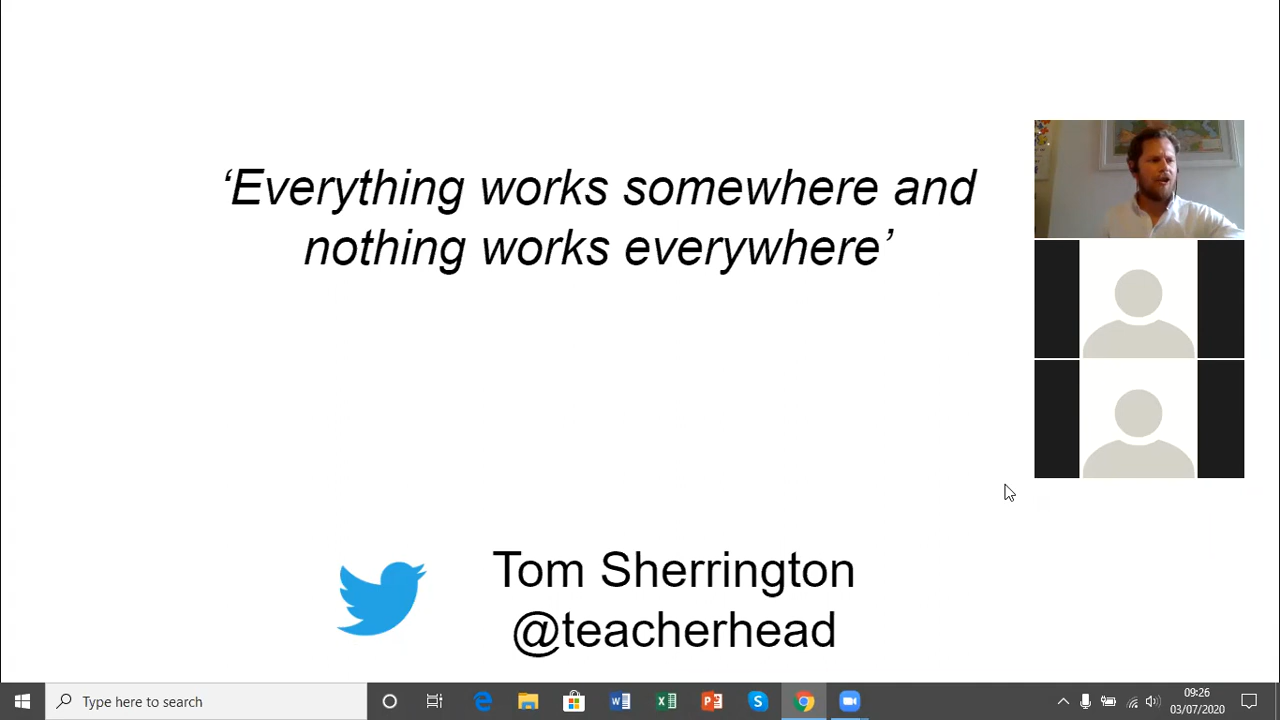 ‘Everything works somewhere and
nothing works everywhere’
Tom Sherrington
@teacherhead
Type here to search
09:26
03/07/2020